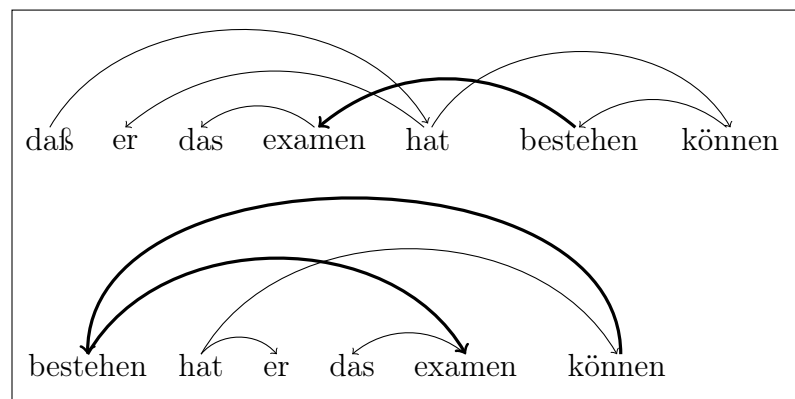 daß er das examen hat bestehen können
bestehen hat er das examen können